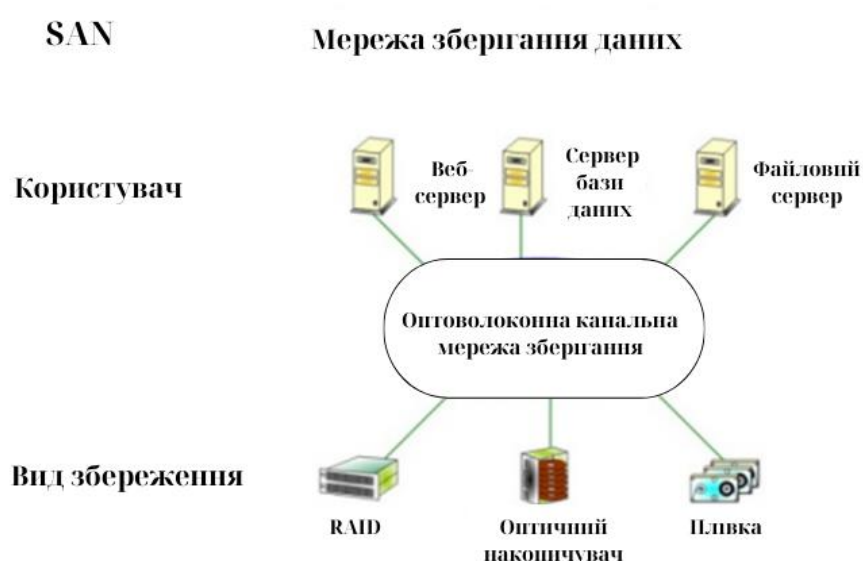 SAN
Мережа зберігання даних
Користувач
Веб-
сервер
Сервер
бази
даних
Файловий
сервер
Оптоволоконна канальна
мережа зберігання
Вид збереження
RAID
Оптичний
накопичувач
Плівка